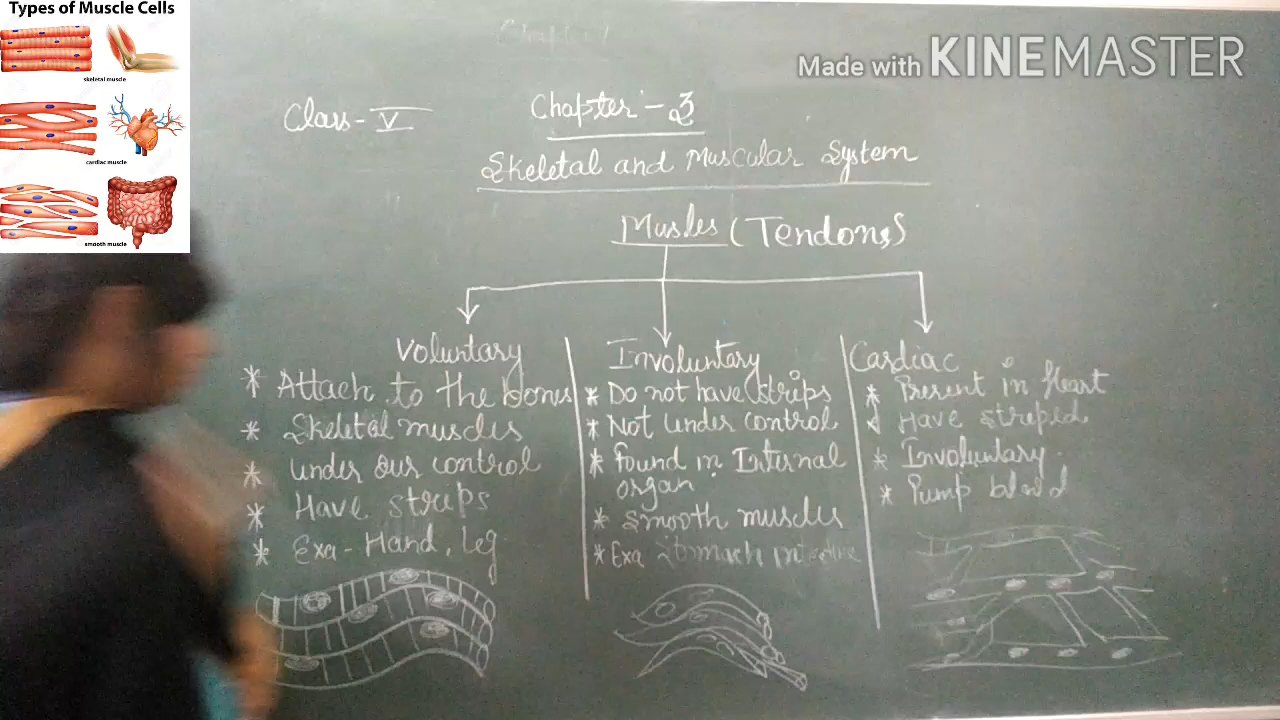 Types of Muscle Cells
skeletal muscle
cardiac muscle
smooth muscle
Made with KINEMASTER
Chapter
Class - V
Chapter - 3
Skeletal and Muscular System
Musles (Tendons)
Voluntary
* Attach to the bones
* Skeletal muscles
* under our control
* Have strips
* Exa - Hand, Leg
Involuntary
* Do not have strips
* Not under control
* Found in Internal
organ
* Smooth muscles
* Exa Stomach intestine
Cardiac
* Present in Heart
* Have striped
* Involuntary.
* Pump blood